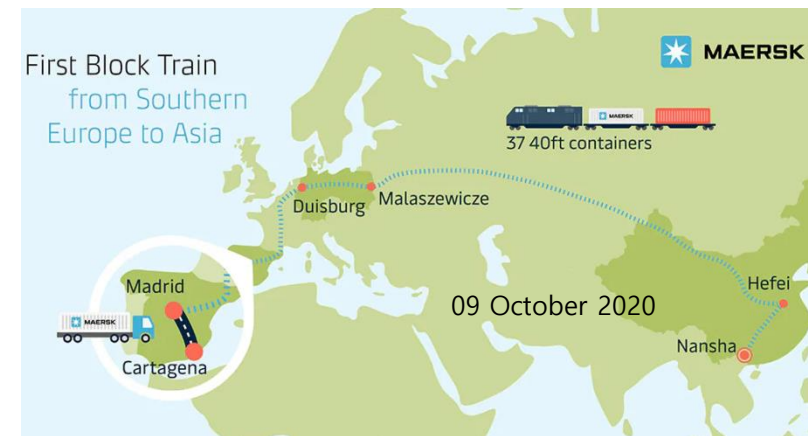 First Block Train
from Southern
Europe to Asia
MAERSK
MAERSK
37 40ft containers
Duisburg
Malaszewicze
Madrid
MAERSK
Cartagena
09 October 2020
Hefei
Nansha